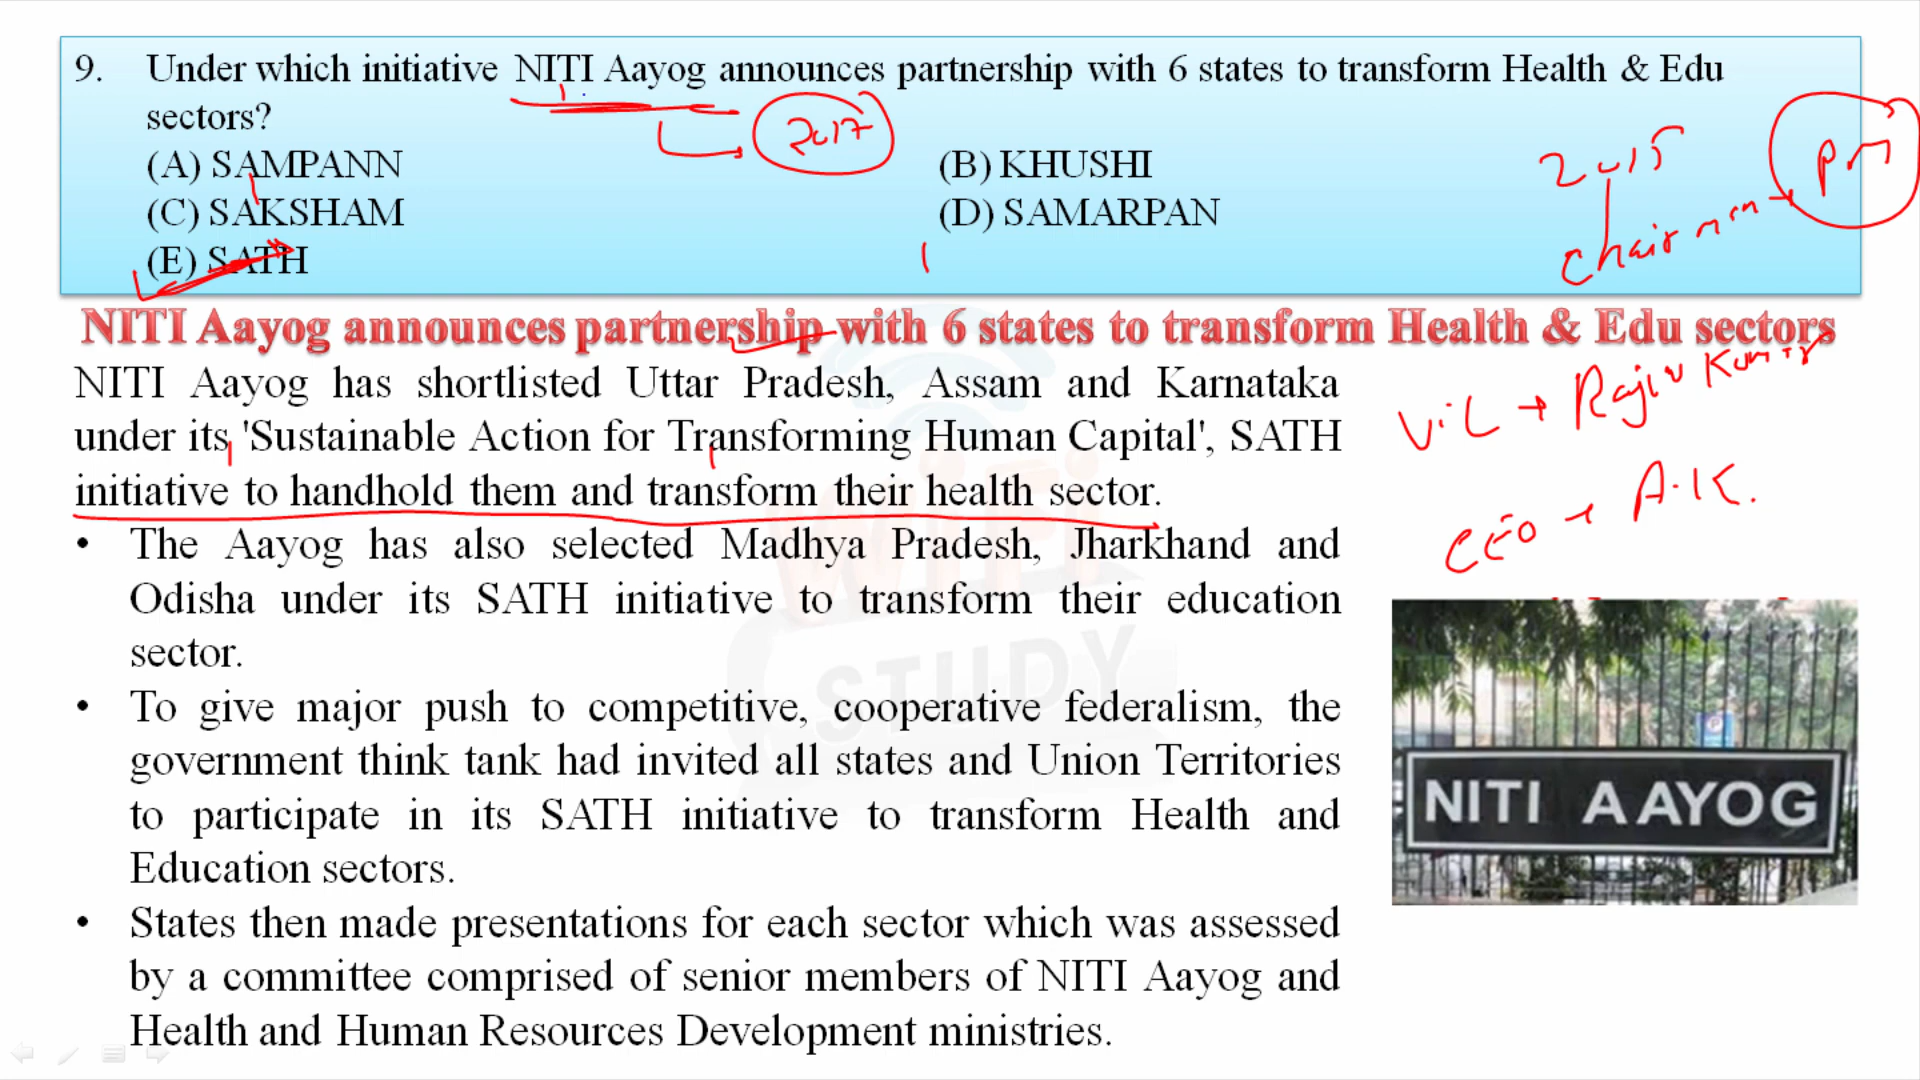 9. Under which initiative NITI Aayog announces partnership with 6 states to transform Health & Edu
sectors?
2017
(A) SAMPANN (B) KHUSHI
(C) SAKSHAM (D) SAMARPAN
(E) SATH
2015
PM
Chairman
NITI Aayog announces partnership with 6 states to transform Health & Edu sectors
NITI Aayog has shortlisted Uttar Pradesh, Assam and Karnataka
under its 'Sustainable Action for Transforming Human Capital', SATH
initiative to handhold them and transform their health sector.
• The Aayog has also selected Madhya Pradesh, Jharkhand and
Odisha under its SATH initiative to transform their education
sector.
• To give major push to competitive, cooperative federalism, the
government think tank had invited all states and Union Territories
to participate in its SATH initiative to transform Health and
Education sectors.
• States then made presentations for each sector which was assessed
by a committee comprised of senior members of NITI Aayog and
Health and Human Resources Development ministries.
→ Rajiv Kumar
CEO → A.K.
NITI AAYOG
WiFi
STUDY